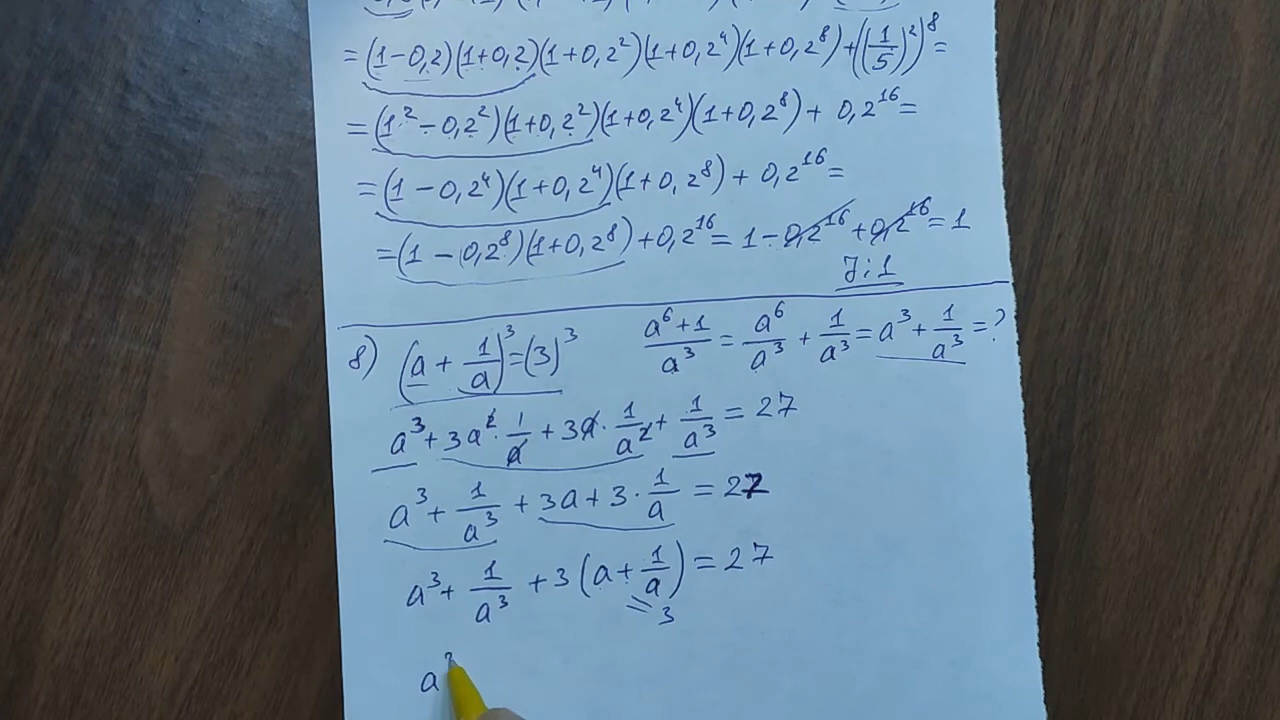 =(1-0,2)(1+0,2)(1+0,2²)(1+0,2⁴)(1+0,2⁸)+((1/5)²)⁸=
=(1²-0,2²)(1+0,2²)(1+0,2⁴)(1+0,2⁸)+0,2¹⁶=
=(1-0,2⁴)(1+0,2⁴)(1+0,2⁸)+0,2¹⁶=
=(1-0,2⁸)(1+0,2⁸)+0,2¹⁶=1-0,2¹⁶+0,2¹⁶=1
J:1
8) (a+1/a)³=(3)³ (a⁶+1)/a³=a⁶/a³+1/a³=a³+1/a³=?
a³+3a²·1/a+3a·1/a²+1/a³=27
a³+1/a³+3a+3·1/a=27
a³+1/a³+3(a+1/a)=27
=3
a